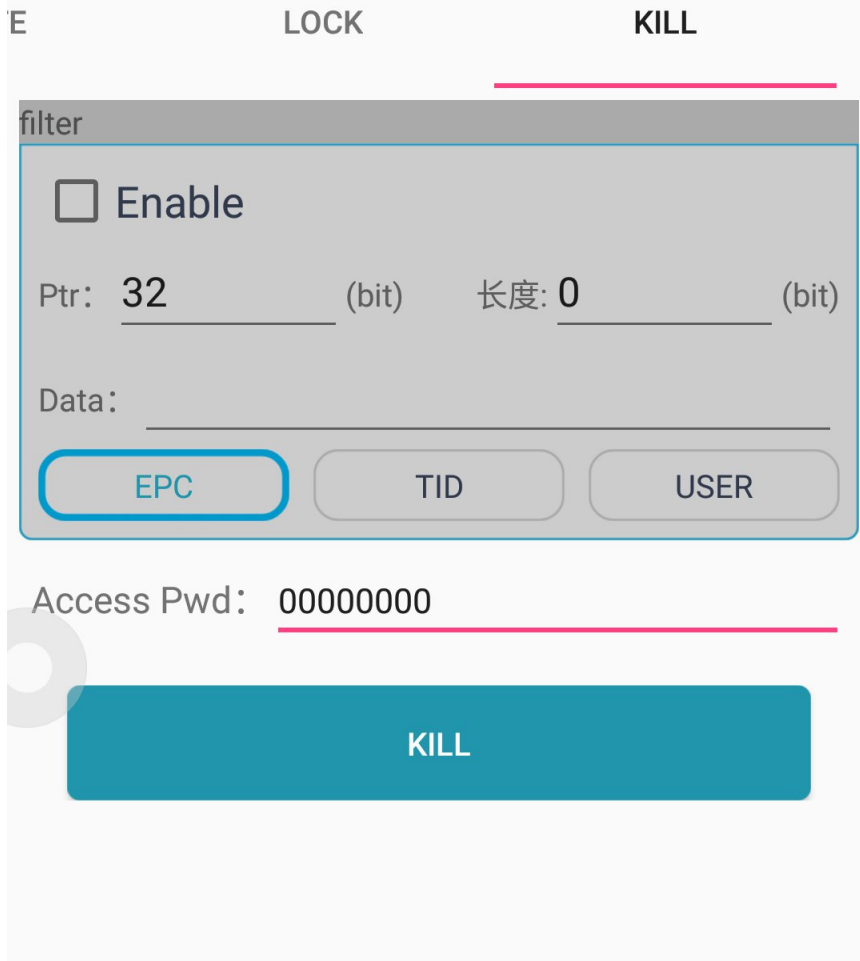 TE LOCK KILL
filter
Enable
Ptr： 32 (bit) 长度: 0 (bit)
Data：
EPC TID USER
Access Pwd： 00000000
KILL